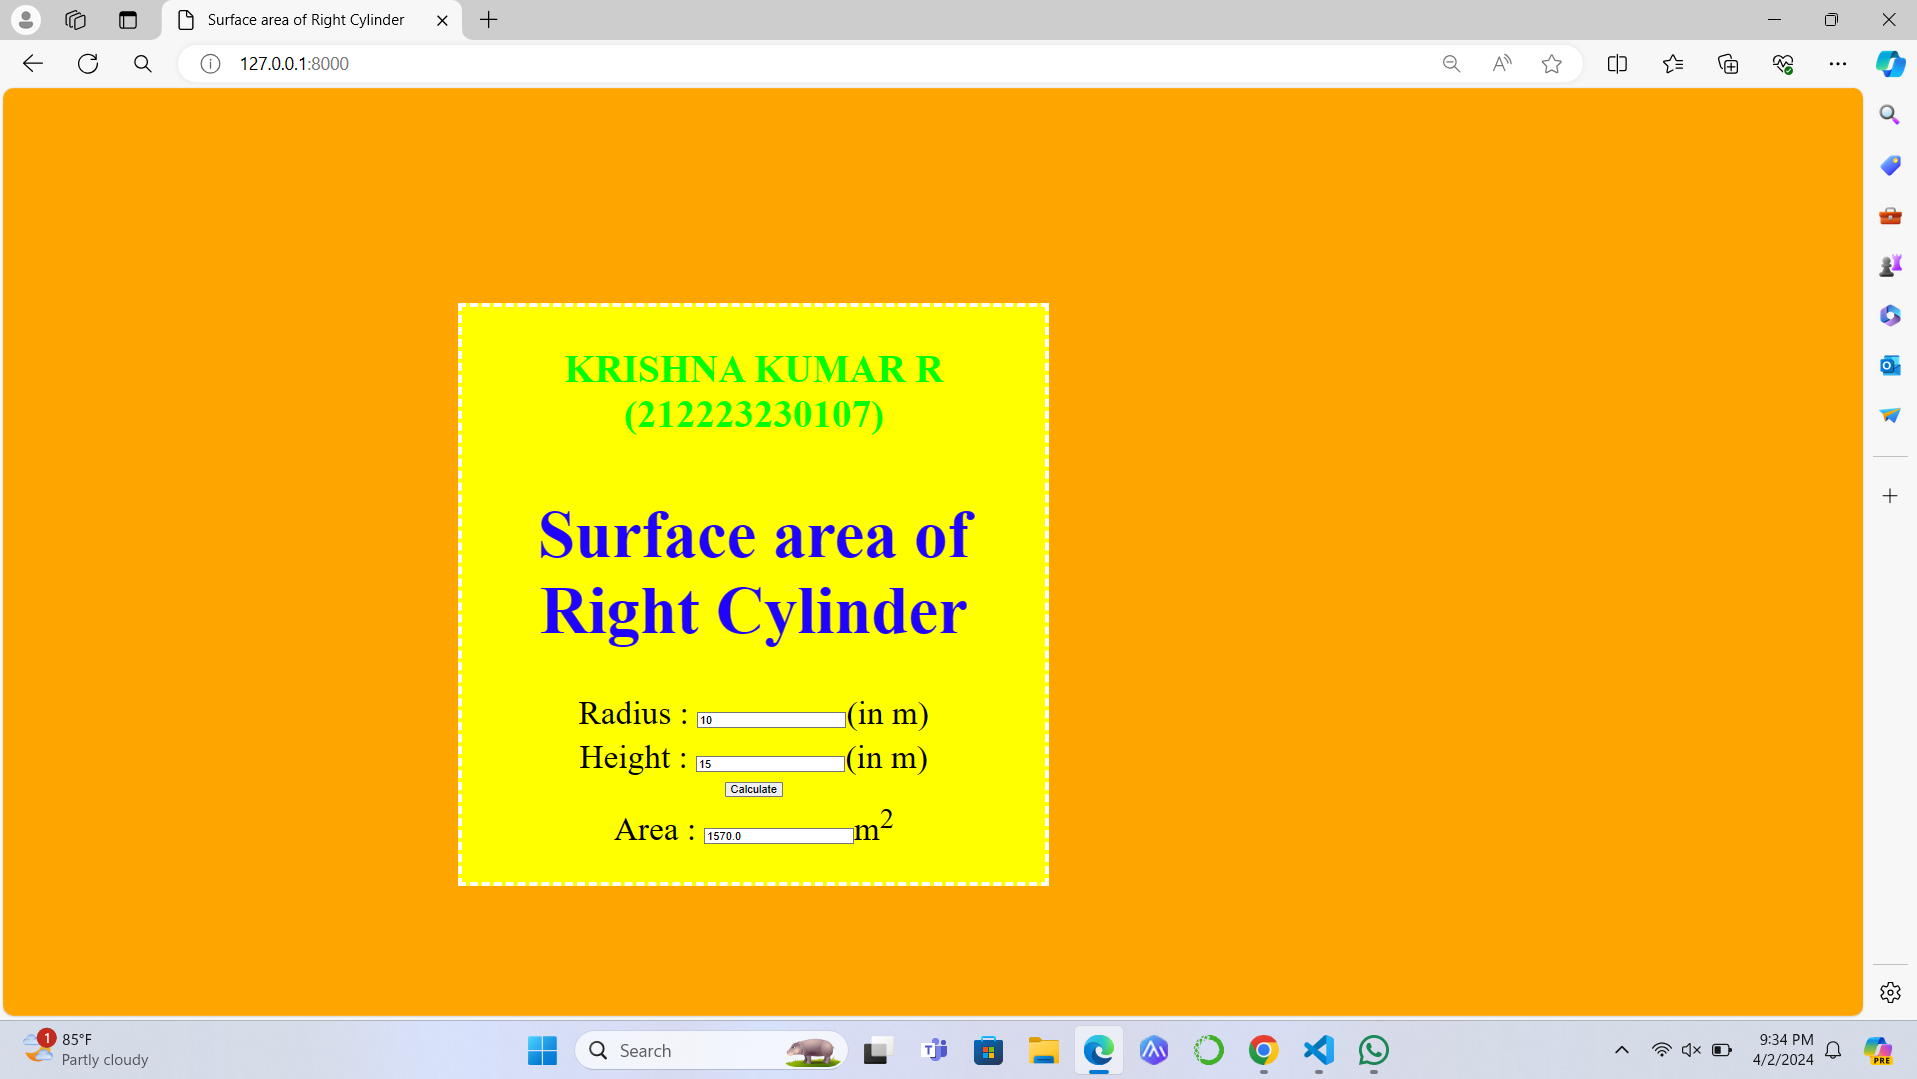 Surface area of Right Cylinder
127.0.0.1:8000
KRISHNA KUMAR R
(212223230107)
Surface area of
Right Cylinder
Radius : 10 (in m)
Height : 15 (in m)
Calculate
Area : 1570.0 m²
1
85°F
Partly cloudy
Search
9:34 PM
4/2/2024
PRE